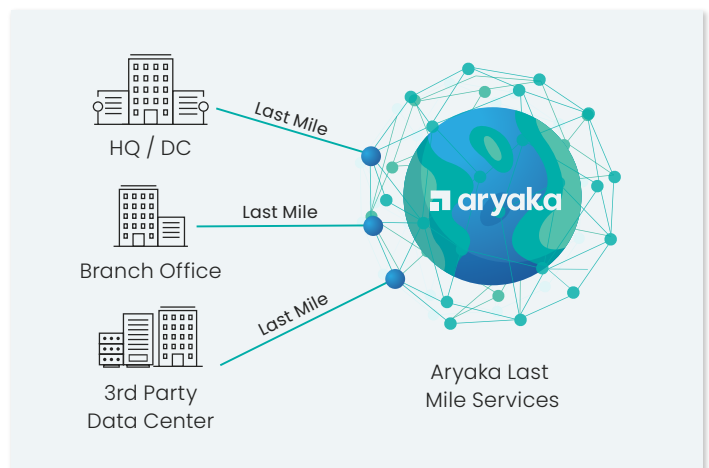 Last Mile
HQ / DC
Last Mile
Branch Office
Last Mile
3rd Party
Data Center
aryaka
Aryaka Last
Mile Services